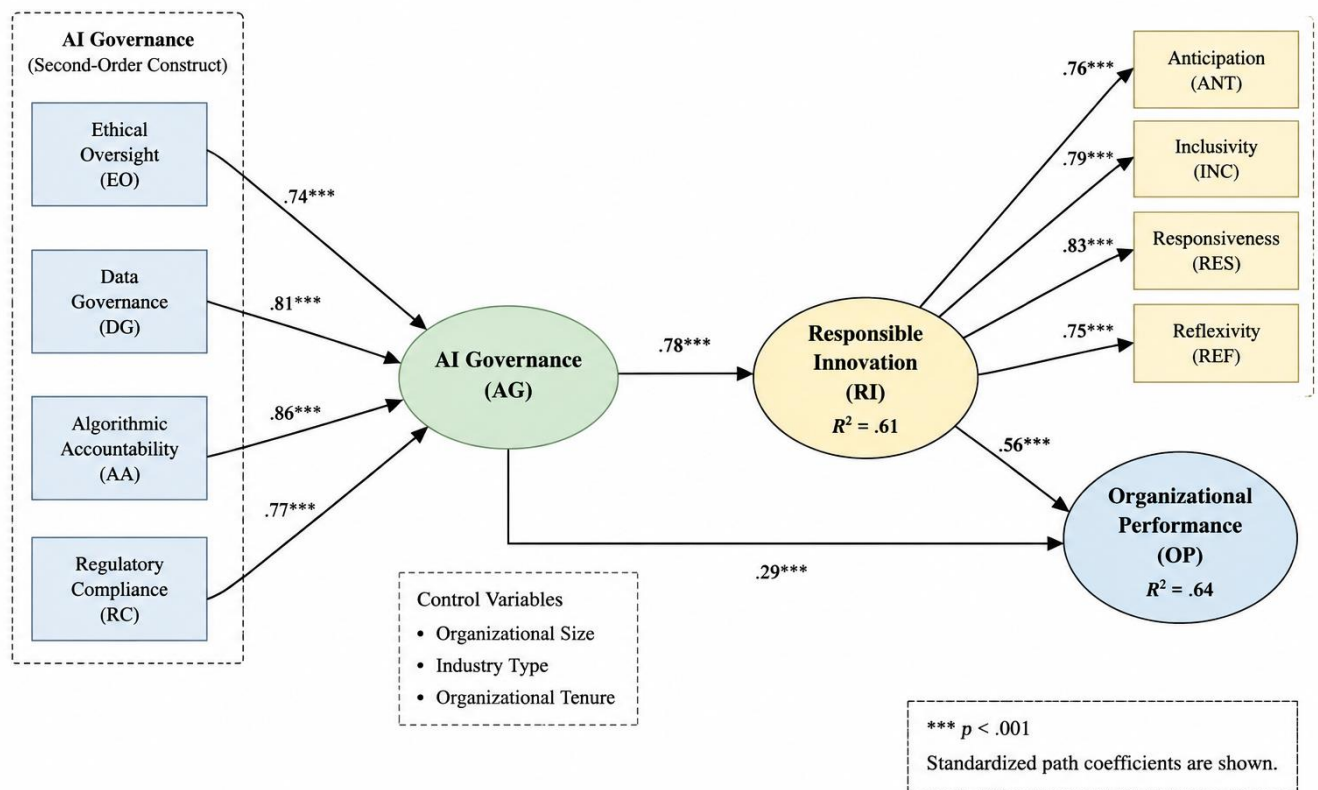 AI Governance
(Second-Order Construct)
Ethical
Oversight
(EO)
Data
Governance
(DG)
Algorithmic
Accountability
(AA)
Regulatory
Compliance
(RC)
.74***
.81***
.86***
.77***
AI Governance
(AG)
.78***
.29***
Control Variables
• Organizational Size
• Industry Type
• Organizational Tenure
Responsible
Innovation
(RI)
R² = .61
.76***
.79***
.83***
.75***
.56***
Anticipation
(ANT)
Inclusivity
(INC)
Responsiveness
(RES)
Reflexivity
(REF)
Organizational
Performance
(OP)
R² = .64
*** p < .001
Standardized path coefficients are shown.